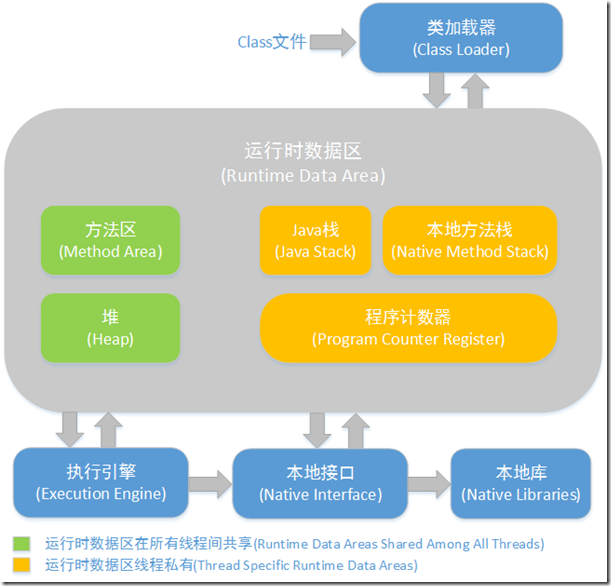 类加载器
Class文件
(Class Loader)
运行时数据区
(Runtime Data Area)
方法区
(Method Area)
Java栈
(Java Stack)
本地方法栈
(Native Method Stack)
堆
(Heap)
程序计数器
(Program Counter Register)
执行引擎
(Execution Engine)
本地接口
(Native Interface)
本地库
(Native Libraries)
运行时数据区在所有线程间共享(Runtime Data Areas Shared Among All Threads)
运行时数据区线程私有(Thread Specific Runtime Data Areas)